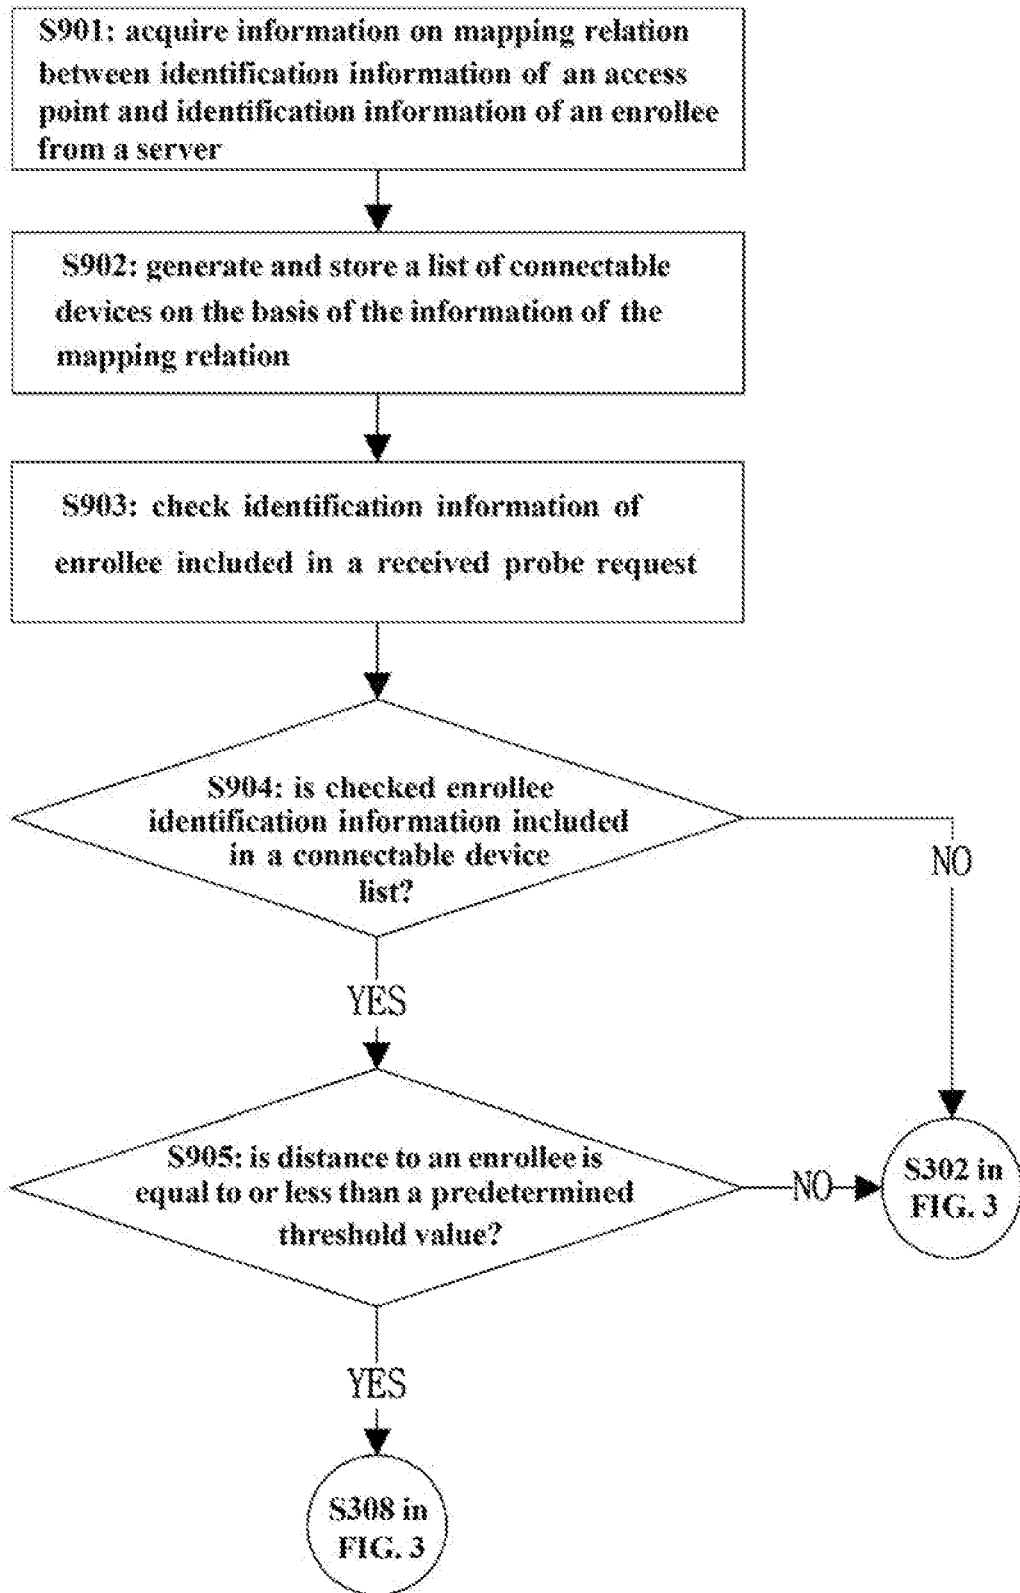 S901: acquire information on mapping relation
between identification information of an access
point and identification information of an enrollee
from a server
S902: generate and store a list of connectable
devices on the basis of the information of the
mapping relation
S903: check identification information of
enrollee included in a received probe request
S904: is checked enrollee
identification information included
in a connectable device
list?
NO
YES
S905: is distance to an enrollee is
equal to or less than a predetermined
threshold value?
NO
S302 in
FIG. 3
YES
S308 in
FIG. 3